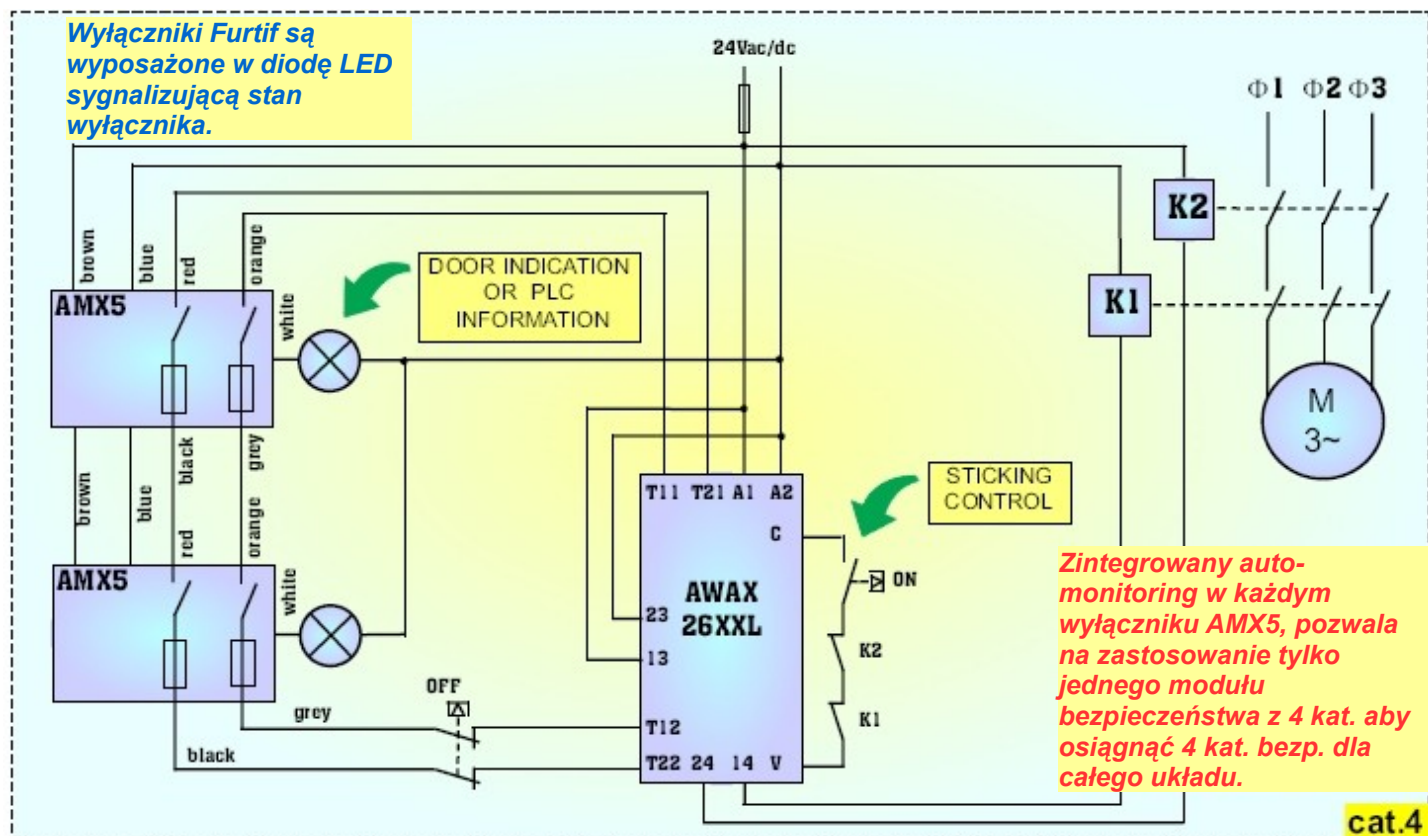 Wyłączniki Furtif są
wyposażone w diodę LED
sygnalizującą stan
wyłącznika.
24Vac/dc
Φ1 Φ2 Φ3
K2
K1
M
3~
brown
blue
red
orange
AMX5
white
DOOR INDICATION
OR PLC
INFORMATION
brown
blue
black
grey
red
orange
AMX5
white
OFF
grey
black
T11 T21 A1 A2
C
AWAX
26XXL
23
13
T12
T22 24 14 V
STICKING
CONTROL
ON
K2
K1
Zintegrowany auto-
monitoring w każdym
wyłączniku AMX5, pozwala
na zastosowanie tylko
jednego modułu
bezpieczeństwa z 4 kat. aby
osiągnąć 4 kat. bezp. dla
całego układu.
cat.4